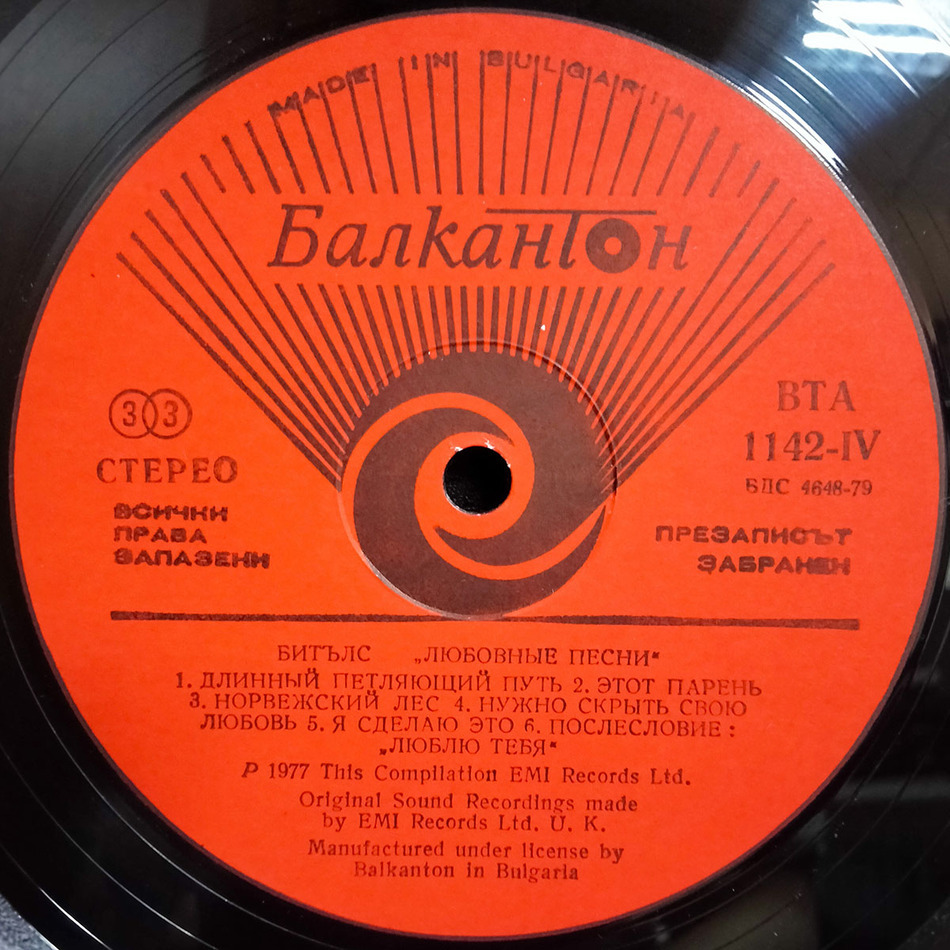 MADE IN BULGARIA
Балкантон
33
СТЕРЕО
ВСИЧКИ
ПРАВА
ЗАПАЗЕНИ
ВТА
1142-IV
БДС 4648-79
ПРЕЗАПИСЪТ
ЗАБРАНЕН
БИТЪЛС „ЛЮБОВНЫЕ ПЕСНИ“
1. ДЛИННЫЙ ПЕТЛЯЮЩИЙ ПУТЬ 2. ЭТОТ ПАРЕНЬ
3. НОРВЕЖСКИЙ ЛЕС 4. НУЖНО СКРЫТЬ СВОЮ
ЛЮБОВЬ 5. Я СДЕЛАЮ ЭТО 6. ПОСЛЕСЛОВИЕ :
„ЛЮБЛЮ ТЕБЯ“
P 1977 This Compilation EMI Records Ltd.
Original Sound Recordings made
by EMI Records Ltd. U. K.
Manufactured under license by
Balkanton in Bulgaria